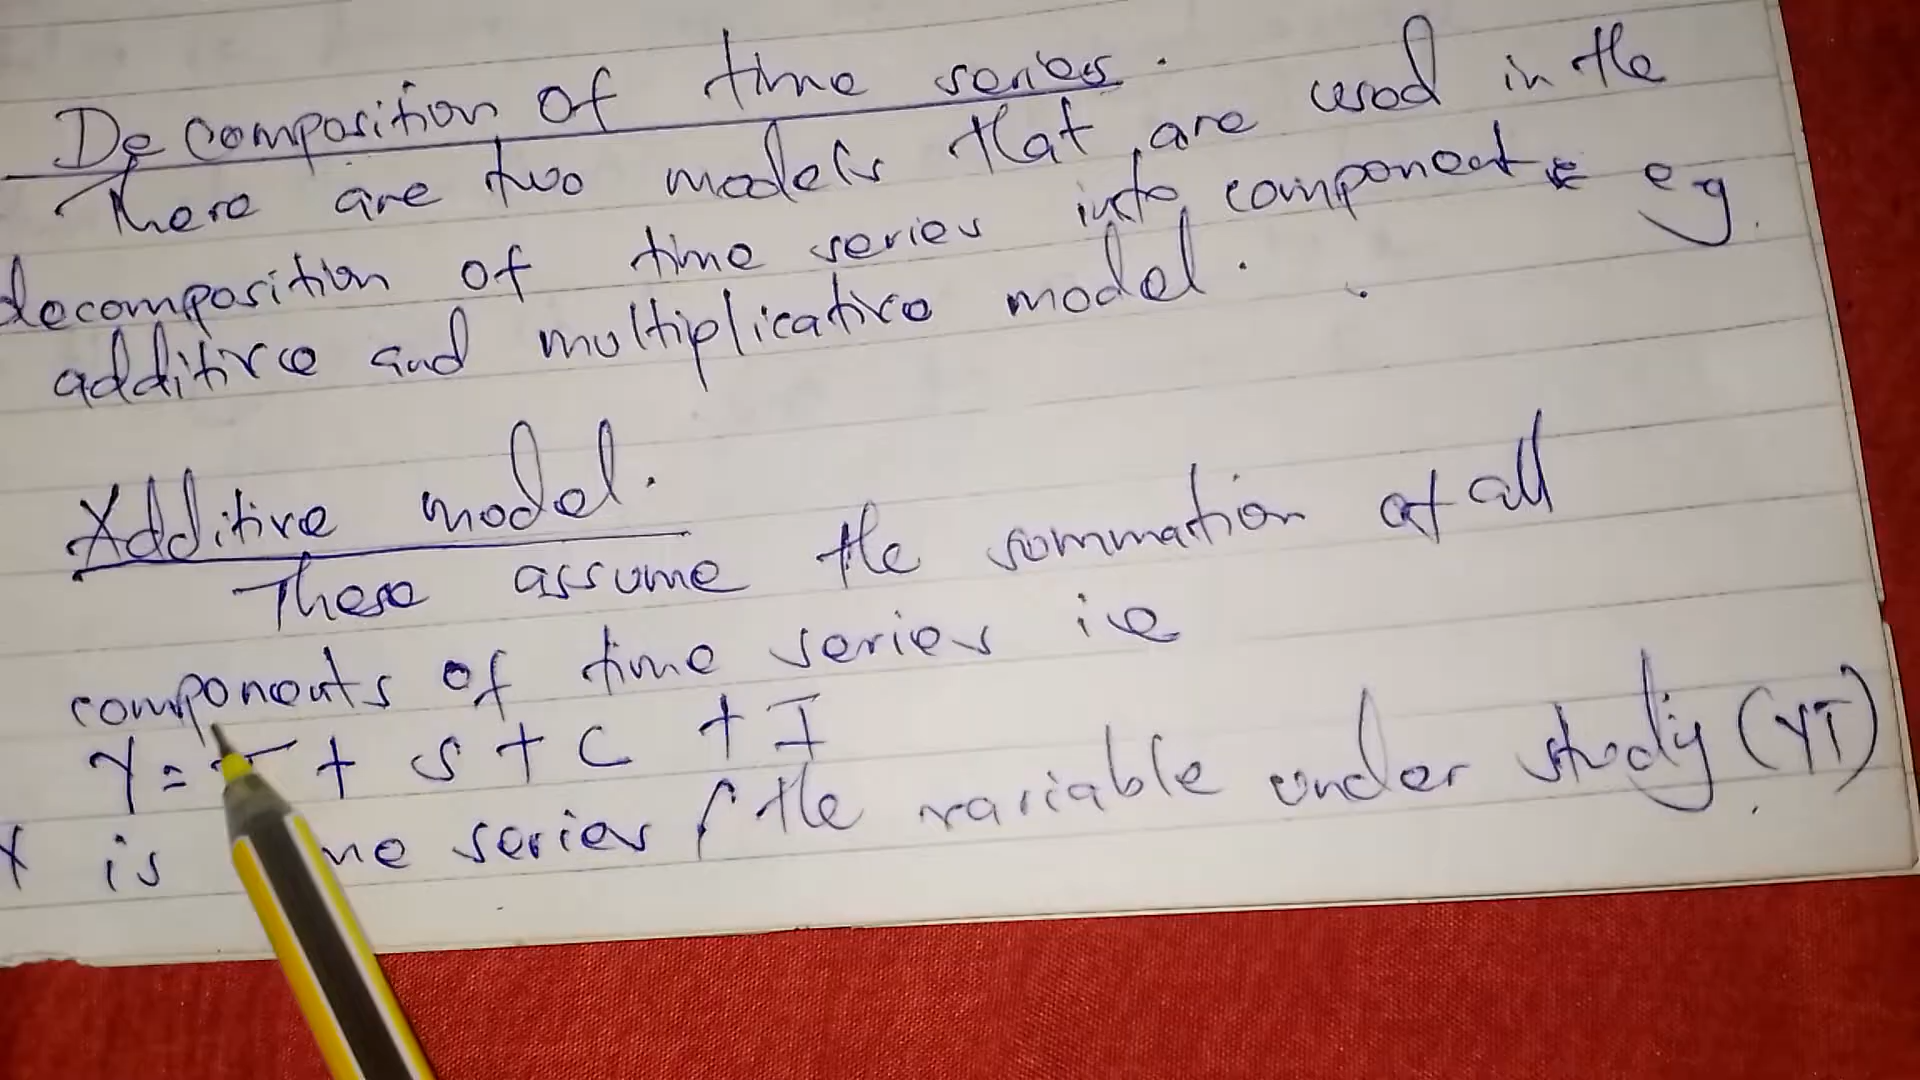 Decomposition of time series.
There are two models that are used in the
decomposition of time series into components eg
additive and multiplicative model.
Additive model.
These assume the summation of all
components of time series ie
Y = T + S + C + I
is series / the variable under study (YT)